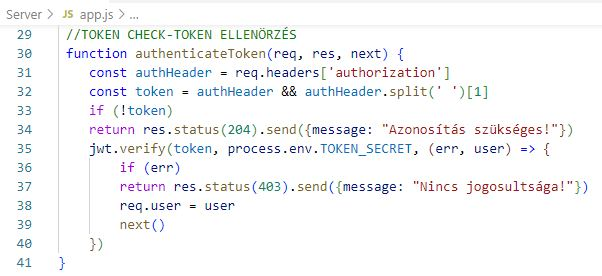 Server > JS app.js > ...
29 //TOKEN CHECK-TOKEN ELLENÖRZÉS
30 function authenticateToken(req, res, next) {
31 const authHeader = req.headers['authorization']
32 const token = authHeader && authHeader.split(' ')[1]
33 if (!token)
34 return res.status(204).send({message: "Azonosítás szükséges!"})
35 jwt.verify(token, process.env.TOKEN_SECRET, (err, user) => {
36 if (err)
37 return res.status(403).send({message: "Nincs jogosultsága!"})
38 req.user = user
39 next()
40 })
41 }